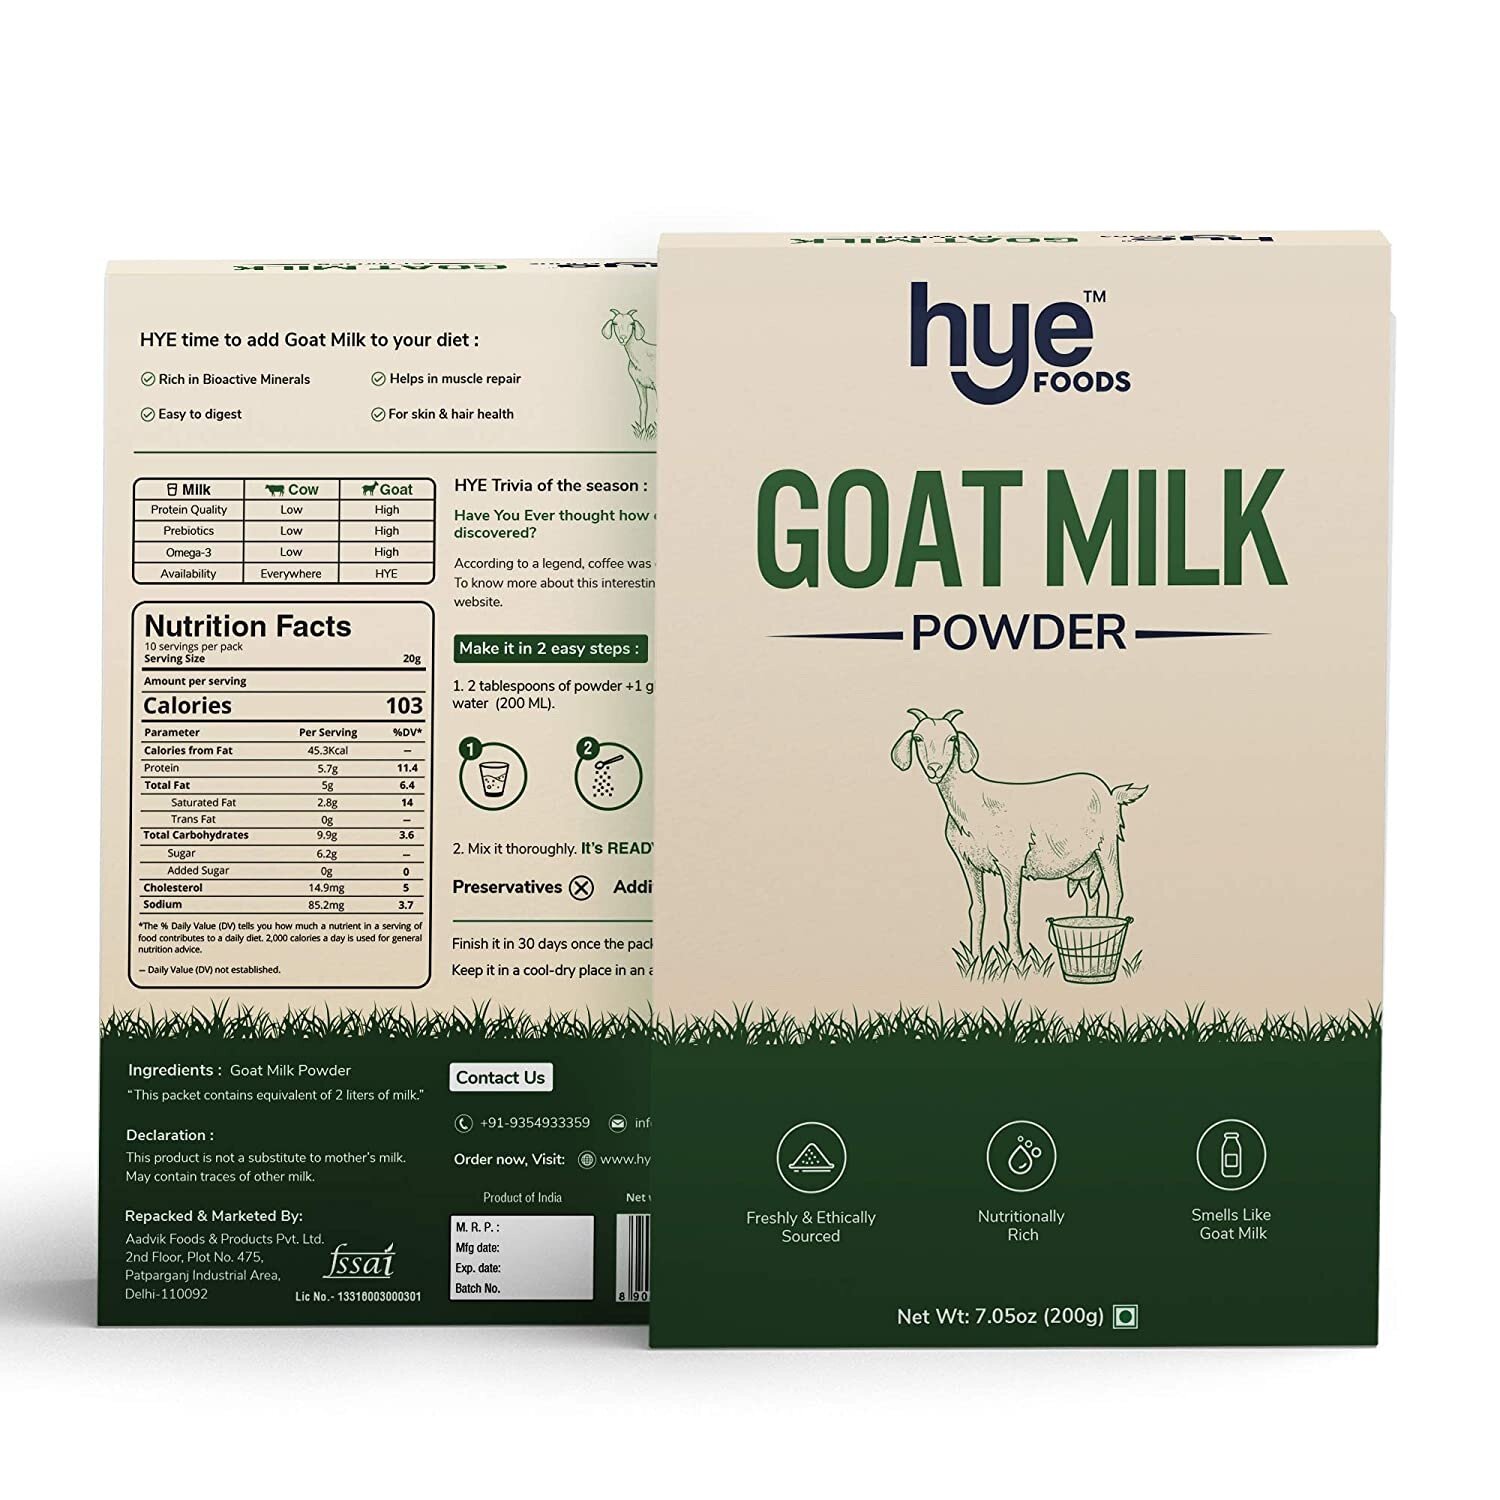 HYE time to add Goat Milk to your diet :
Rich in Bioactive Minerals
Helps in muscle repair
Easy to digest
For skin & hair health
Milk Cow Goat
Protein Quality Low High
Prebiotics Low High
Omega-3 Low High
Availability Everywhere HYE
Nutrition Facts
10 servings per pack
Serving Size 20g
Amount per serving
Calories 103
Parameter Per Serving %DV*
Calories from Fat 45.3Kcal –
Protein 5.7g 11.4
Total Fat 5g 6.4
Saturated Fat 2.8g 14
Trans Fat 0g –
Total Carbohydrates 9.9g 3.6
Sugar 6.2g –
Added Sugar 0g 0
Cholesterol 14.9mg 5
Sodium 85.2mg 3.7
*The % Daily Value (DV) tells you how much a nutrient in a serving of
food contributes to a daily diet. 2,000 calories a day is used for general
nutrition advice.
– Daily Value (DV) not established.
HYE Trivia of the season :
Have You Ever thought how
discovered?
According to a legend, coffee was
To know more about this
website.
Make it in 2 easy steps :
1. 2 tablespoons of powder +1
water (200 ML).
1
2
2. Mix it thoroughly. It's
Preservatives
Finish it in 30 days once the
Keep it in a cool-dry place in an
Ingredients : Goat Milk Powder
"This packet contains equivalent of 2 liters of milk."
Declaration :
This product is not a substitute to mother's milk.
May contain traces of other milk.
Repacked & Marketed By:
Aadvik Foods & Products Pvt. Ltd.
2nd Floor, Plot No. 475,
Patparganj Industrial Area,
Delhi-110092
fssai
Lic No.- 13316003000301
Contact Us
+91-9354933359
Order now, Visit:
Product of India
Net
M. R. P. :
Mfg date:
Exp. date:
Batch No.
GOAT MILK
hye
hye™
FOODS
GOAT MILK
POWDER
Freshly & Ethically
Sourced
Nutritionally
Rich
Smells Like
Goat Milk
Net Wt: 7.05oz (200g)